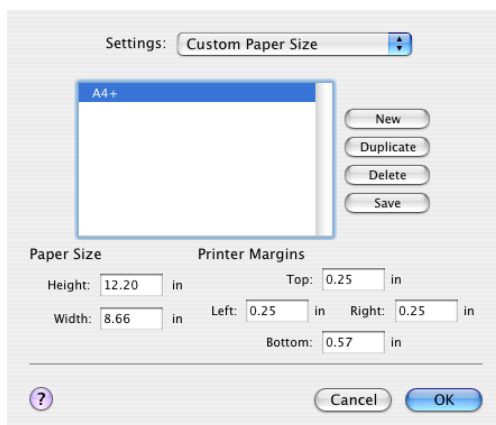 Settings: Custom Paper Size
A4+
New
Duplicate
Delete
Save
Paper Size
Height: 12.20 in
Width: 8.66 in
Printer Margins
Top: 0.25 in
Left: 0.25 in Right: 0.25 in
Bottom: 0.57 in
? Cancel OK